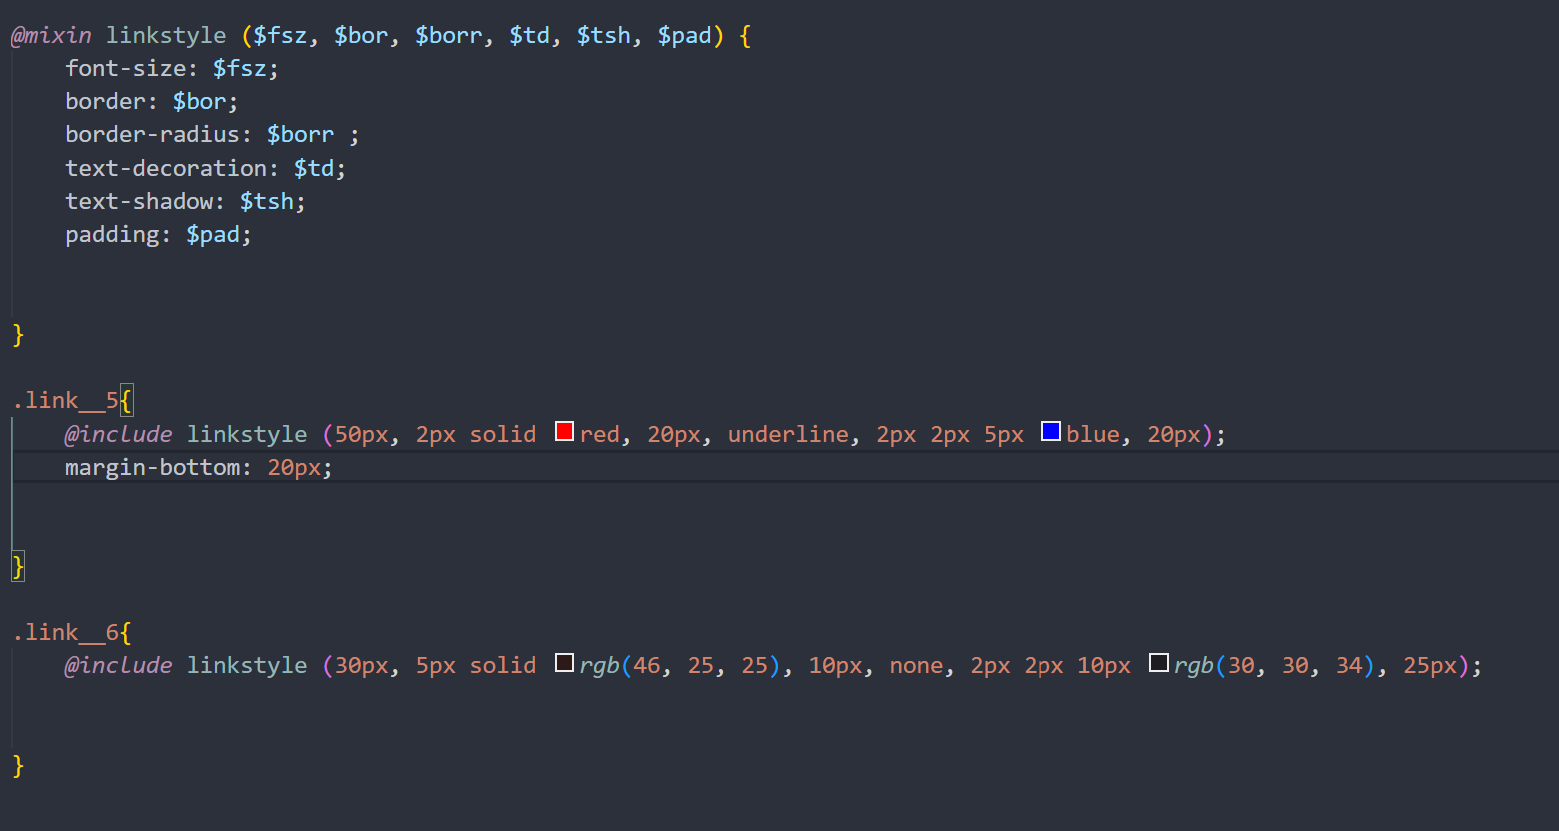 @mixin linkstyle ($fsz, $bor, $borr, $td, $tsh, $pad) {
    font-size: $fsz;
    border: $bor;
    border-radius: $borr ;
    text-decoration: $td;
    text-shadow: $tsh;
    padding: $pad;
}
.link__5{
    @include linkstyle (50px, 2px solid red, 20px, underline, 2px 2px 5px blue, 20px);
    margin-bottom: 20px;
}
.link__6{
    @include linkstyle (30px, 5px solid rgb(46, 25, 25), 10px, none, 2px 2px 10px rgb(30, 30, 34), 25px);
}